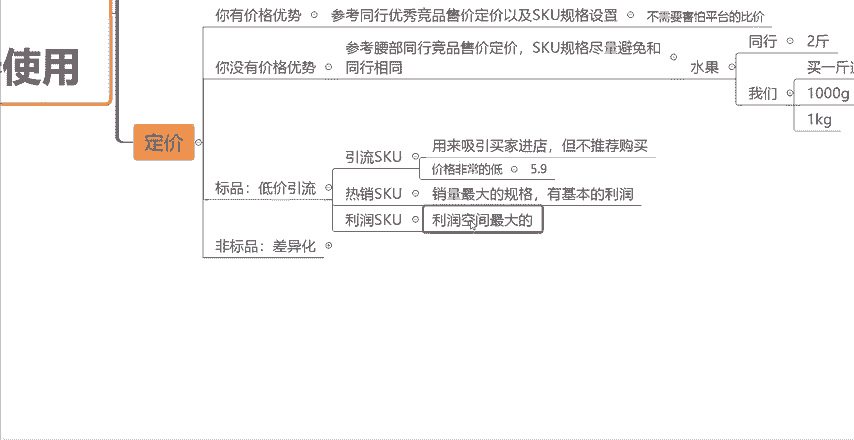 你有价格优势 参考同行优秀竞品售价定价以及SKU规格设置 不需要害怕平台的比价
使用
你没有价格优势 参考腰部同行竞品售价定价，SKU规格尽量避免和
同行相同
水果
同行 2斤
买一斤
我们 1000g
1kg
定价
标品：低价引流
引流SKU 用来吸引买家进店，但不推荐购买
价格非常的低 5.9
热销SKU 销量最大的规格，有基本的利润
利润SKU 利润空间最大的
非标品：差异化